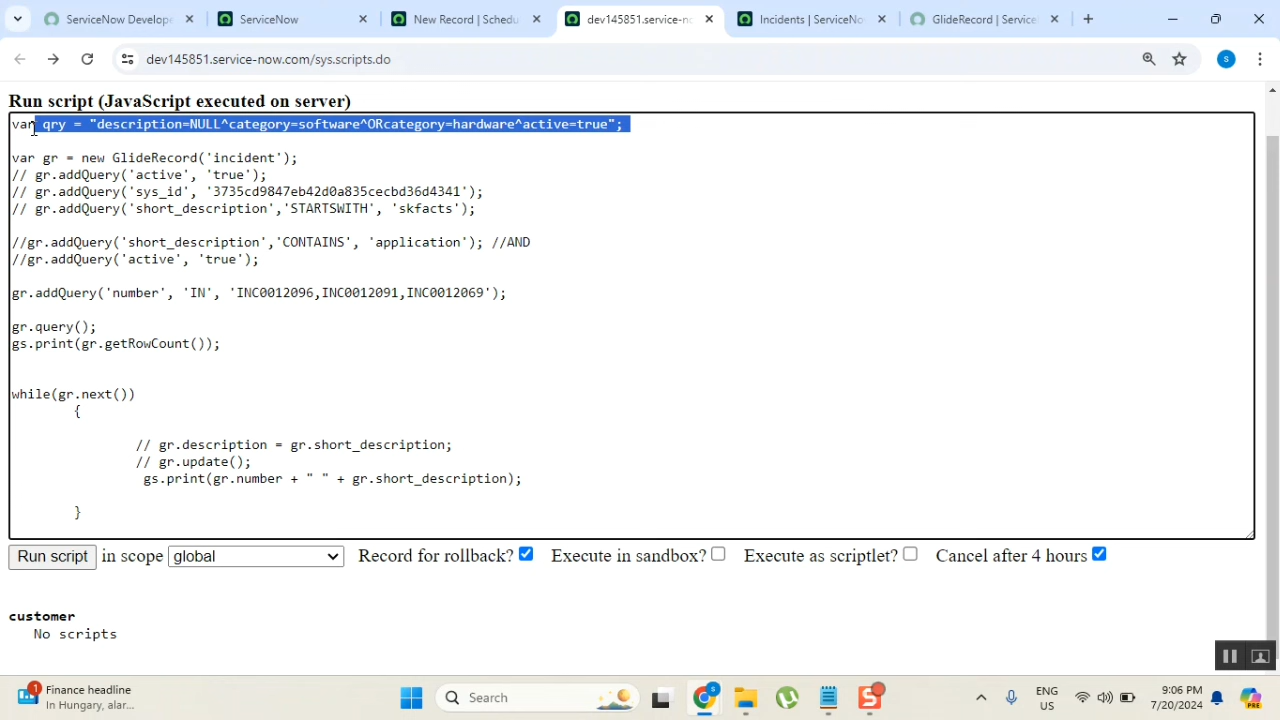 ServiceNow Develope
ServiceNow
New Record | Schedu
dev145851.service-no
Incidents | ServiceNo
GlideRecord | Service
dev145851.service-now.com/sys.scripts.do
S
Run script (JavaScript executed on server)
var qry = "description=NULL^category=software^ORcategory=hardware^active=true";
var gr = new GlideRecord('incident');
// gr.addQuery('active', 'true');
// gr.addQuery('sys_id', '3735cd9847eb42d0a835cecbd36d4341');
// gr.addQuery('short_description','STARTSWITH', 'skfacts');
//gr.addQuery('short_description','CONTAINS', 'application'); //AND
//gr.addQuery('active', 'true');
gr.addQuery('number', 'IN', 'INC0012096,INC0012091,INC0012069');
gr.query();
gs.print(gr.getRowCount());
while(gr.next())
{
// gr.description = gr.short_description;
// gr.update();
gs.print(gr.number + " " + gr.short_description);
}
Run script in scope global Record for rollback? Execute in sandbox? Execute as scriptlet? Cancel after 4 hours
customer
No scripts
1 Finance headline
In Hungary, alar...
Search
S
S
ENG
US
9:06 PM
7/20/2024
PRE